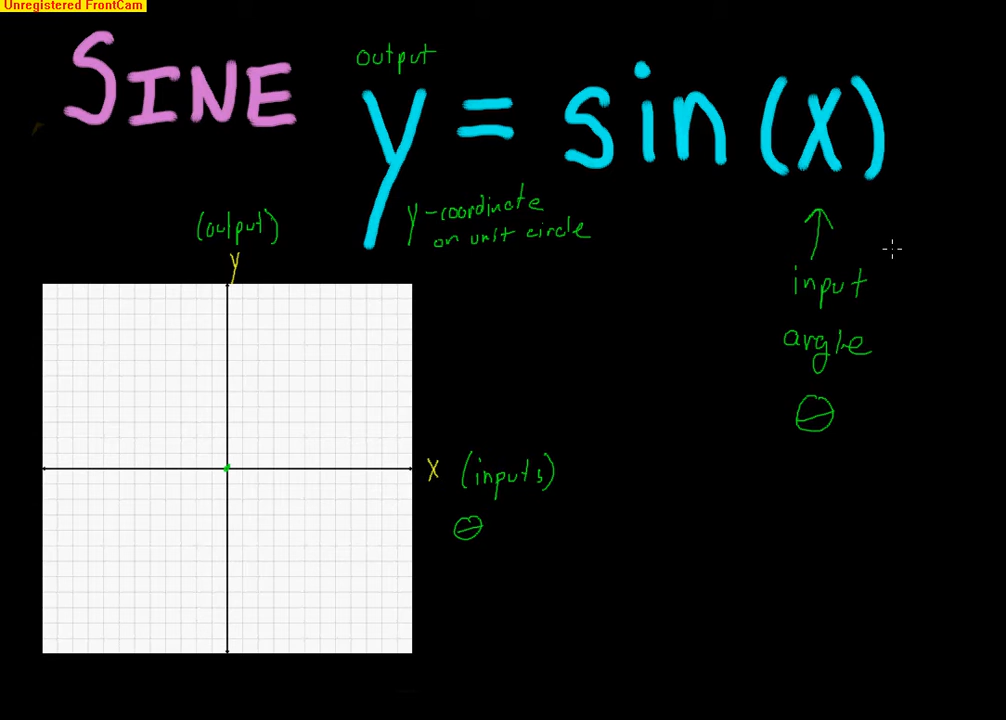 Unregistered FrontCam
SINE
output
y = sin(x)
y-coordinate
on unit circle
(output)
y
input
angle
θ
x (inputs)
θ